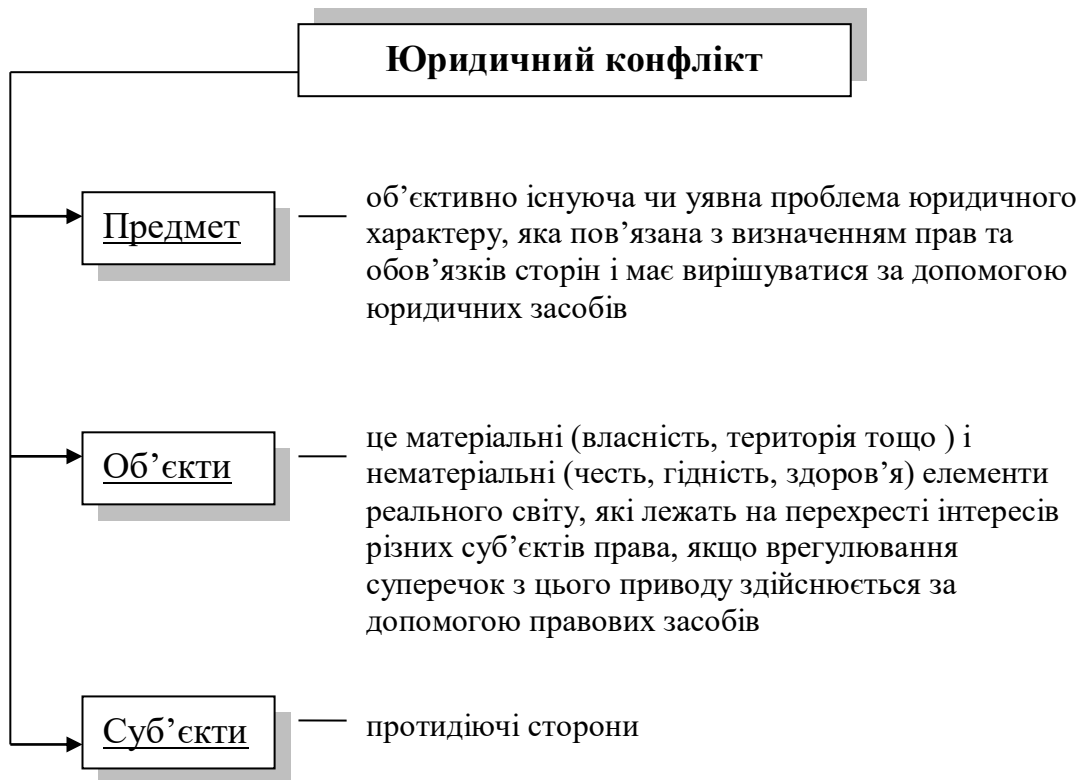 Юридичний конфлікт
Предмет
об’єктивно існуюча чи уявна проблема юридичного
характеру, яка пов’язана з визначенням прав та
обов’язків сторін і має вирішуватися за допомогою
юридичних засобів
Об’єкти
це матеріальні (власність, територія тощо ) і
нематеріальні (честь, гідність, здоров’я) елементи
реального світу, які лежать на перехресті інтересів
різних суб’єктів права, якщо врегулювання
суперечок з цього приводу здійснюється за
допомогою правових засобів
Суб’єкти
протидіючі сторони